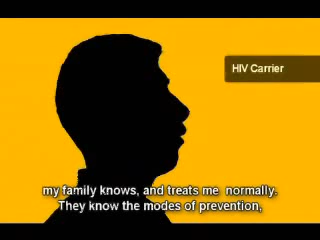 HIV Carrier
my family knows, and treats me normally.
They know the modes of prevention,